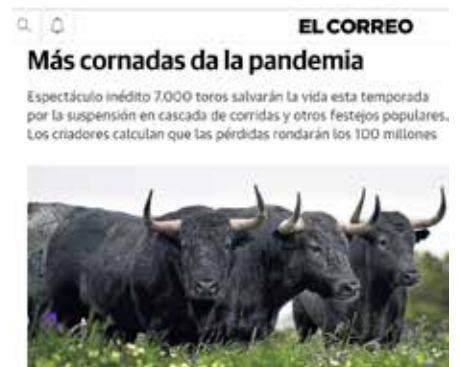 EL CORREO
Más cornadas da la pandemia
Espectáculo inédito 7.000 toros salvarán la vida esta temporada
por la suspensión en cascada de corridas y otros festejos populares.
Los criadores calculan que las pérdidas rondarán los 100 millones